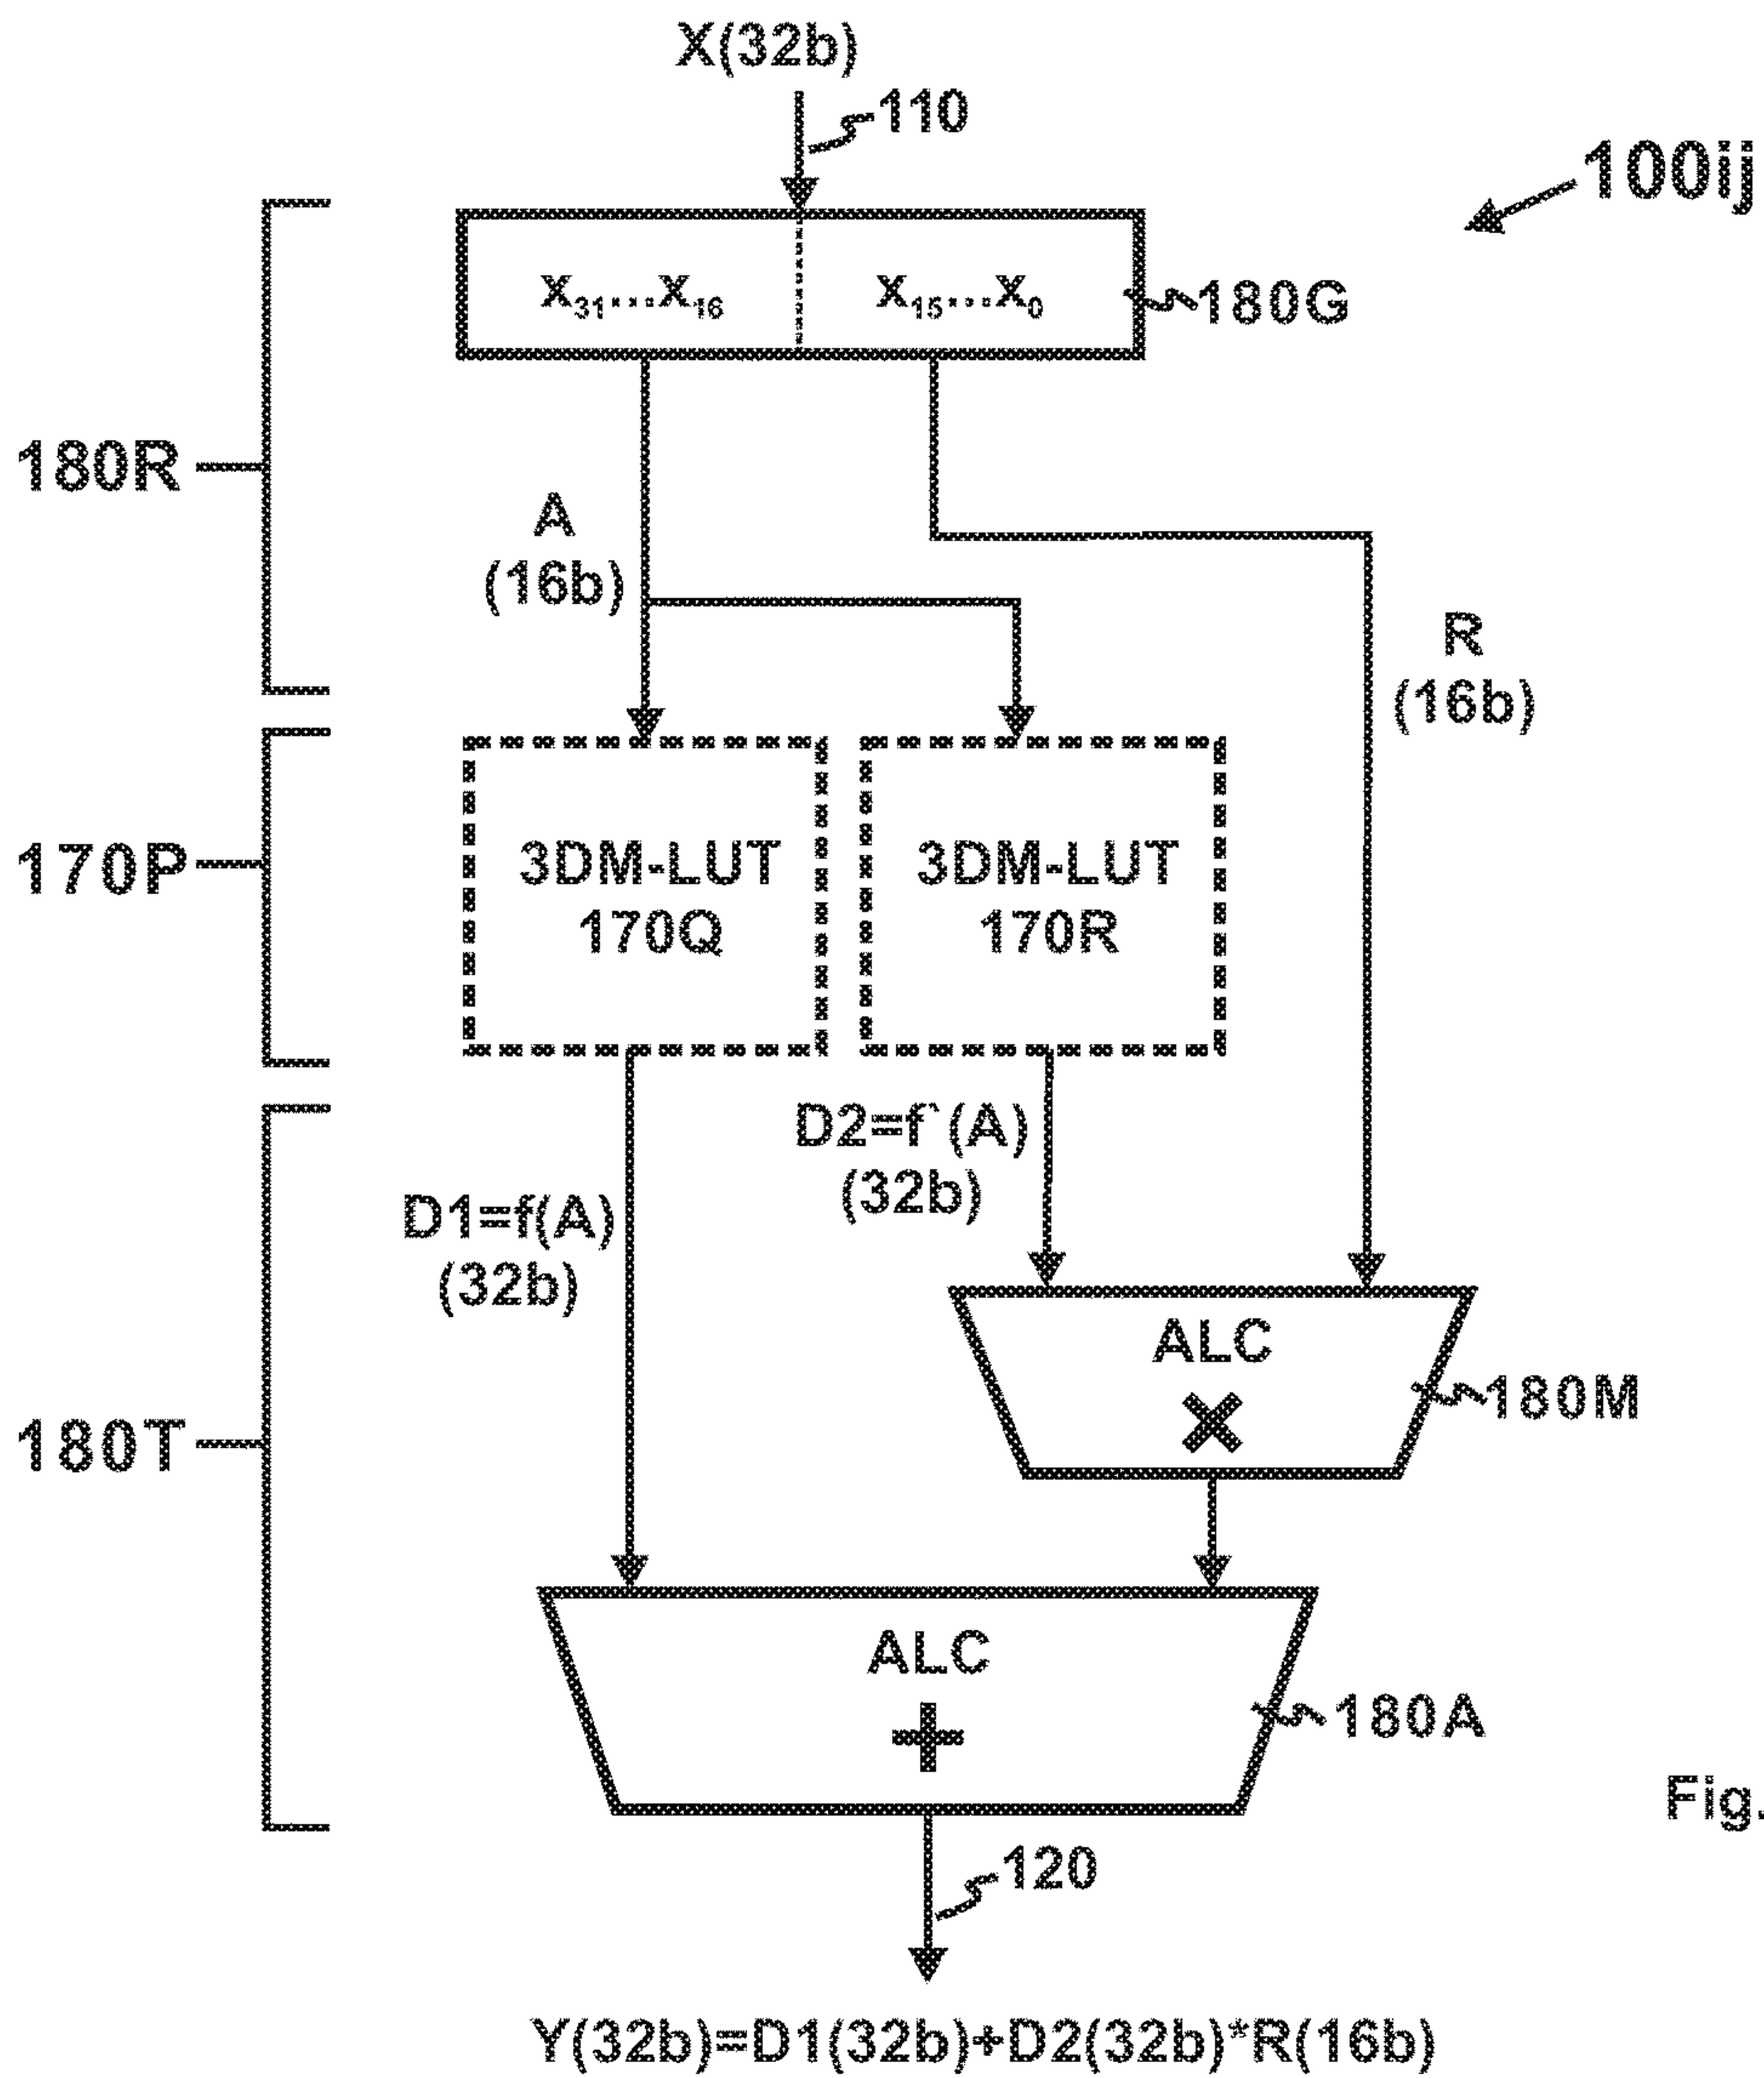 X(32b)
110
100ij
X31...X16
X15...X0
180G
180R
A
(16b)
R
(16b)
170P
3DM-LUT
170Q
3DM-LUT
170R
D2=f`(A)
(32b)
D1=f(A)
(32b)
ALC
×
180M
180T
ALC
+
180A
Fig.
120
Y(32b)=D1(32b)+D2(32b)*R(16b)